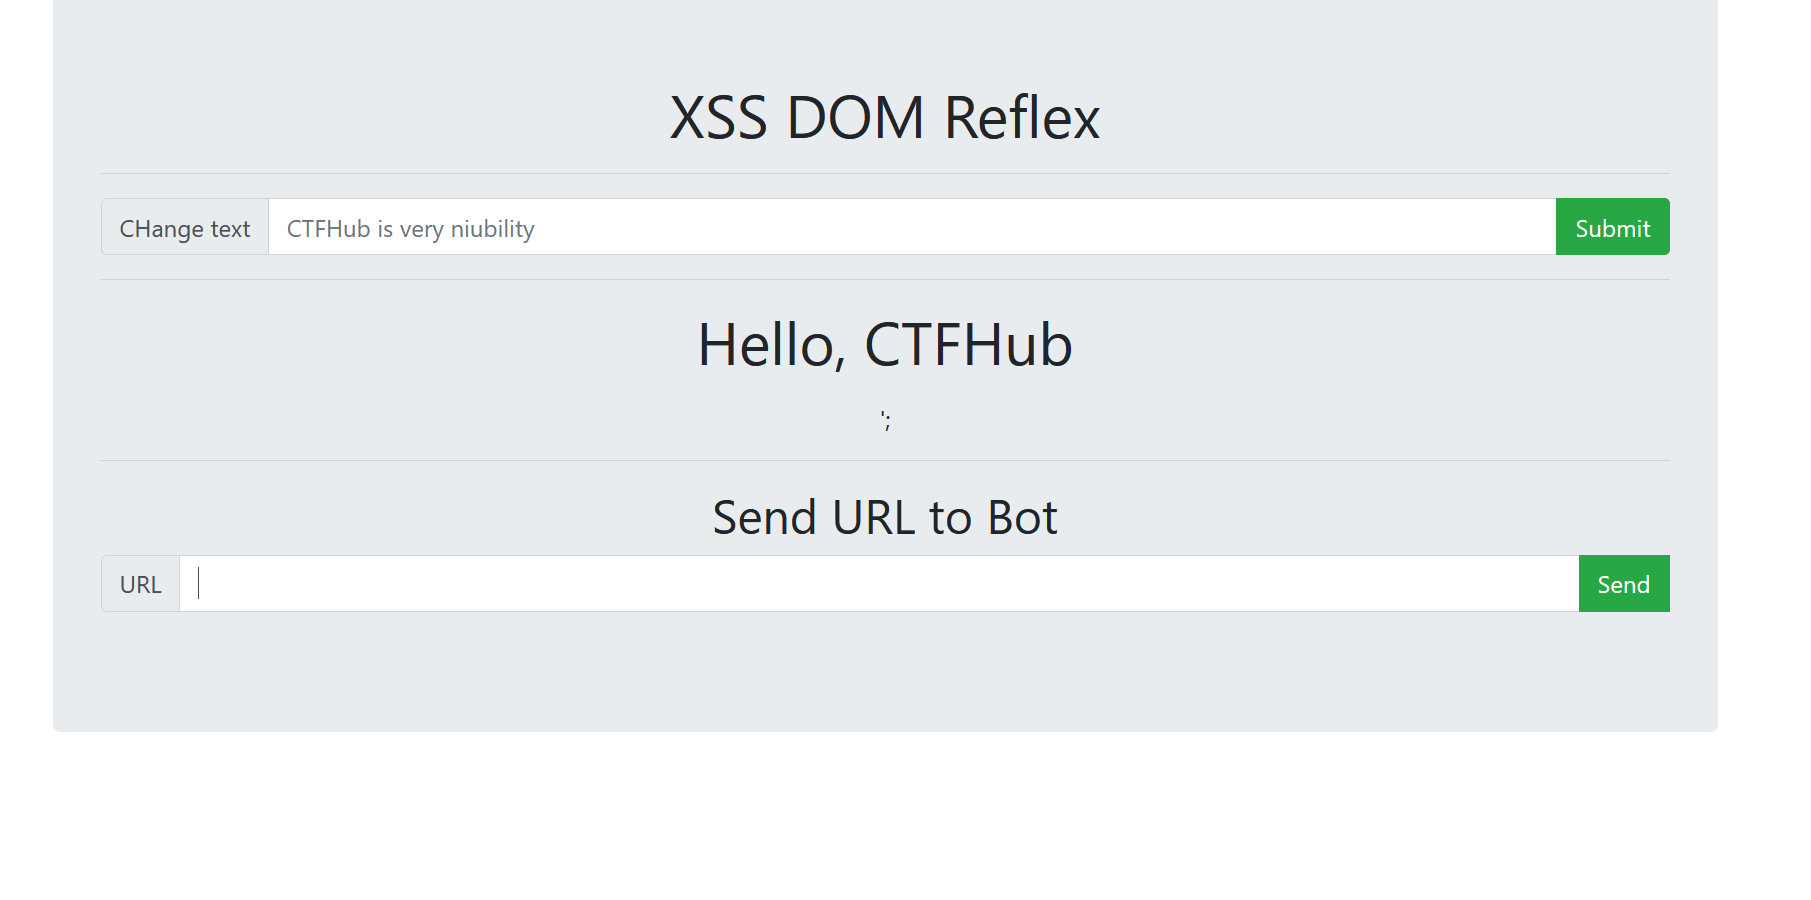 XSS DOM Reflex
CHange text CTFHub is very niubility Submit
Hello, CTFHub
';
Send URL to Bot
URL Send